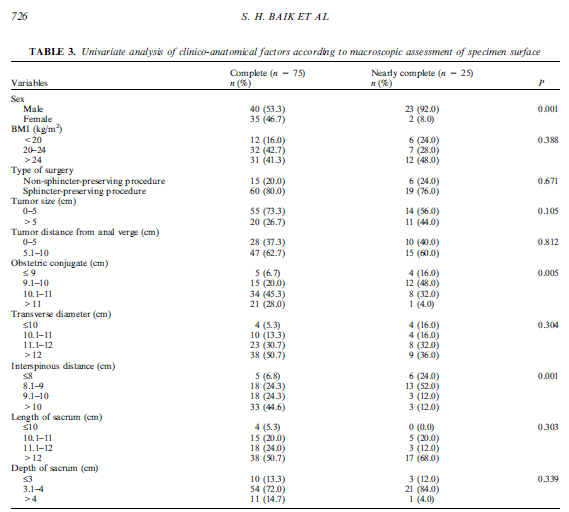 726 S. H. BAIK ET AL
TABLE 3. Univariate analysis of clinico-anatomical factors according to macroscopic assessment of specimen surface
Complete (n = 75) Nearly complete (n = 25)
Variables n (%) n (%) P
Sex
Male 40 (53.3) 23 (92.0) 0.001
Female 35 (46.7) 2 (8.0)
BMI (kg/m²)
<20 12 (16.0) 6 (24.0) 0.388
20–24 32 (42.7) 7 (28.0)
>24 31 (41.3) 12 (48.0)
Type of surgery
Non-sphincter-preserving procedure 15 (20.0) 6 (24.0) 0.671
Sphincter-preserving procedure 60 (80.0) 19 (76.0)
Tumor size (cm)
0–5 55 (73.3) 14 (56.0) 0.105
>5 20 (26.7) 11 (44.0)
Tumor distance from anal verge (cm)
0–5 28 (37.3) 10 (40.0) 0.812
5.1–10 47 (62.7) 15 (60.0)
Obstetric conjugate (cm)
≤ 9 5 (6.7) 4 (16.0) 0.005
9.1–10 15 (20.0) 12 (48.0)
10.1–11 34 (45.3) 8 (32.0)
>11 21 (28.0) 1 (4.0)
Transverse diameter (cm)
≤10 4 (5.3) 4 (16.0) 0.304
10.1–11 10 (13.3) 4 (16.0)
11.1–12 23 (30.7) 8 (32.0)
>12 38 (50.7) 9 (36.0)
Interspinous distance (cm)
≤8 5 (6.8) 6 (24.0) 0.001
8.1–9 18 (24.3) 13 (52.0)
9.1–10 18 (24.3) 3 (12.0)
>10 33 (44.6) 3 (12.0)
Length of sacrum (cm)
≤10 4 (5.3) 0 (0.0) 0.303
10.1–11 15 (20.0) 5 (20.0)
11.1–12 18 (24.0) 3 (12.0)
>12 38 (50.7) 17 (68.0)
Depth of sacrum (cm)
≤3 10 (13.3) 3 (12.0) 0.339
3.1–4 54 (72.0) 21 (84.0)
>4 11 (14.7) 1 (4.0)